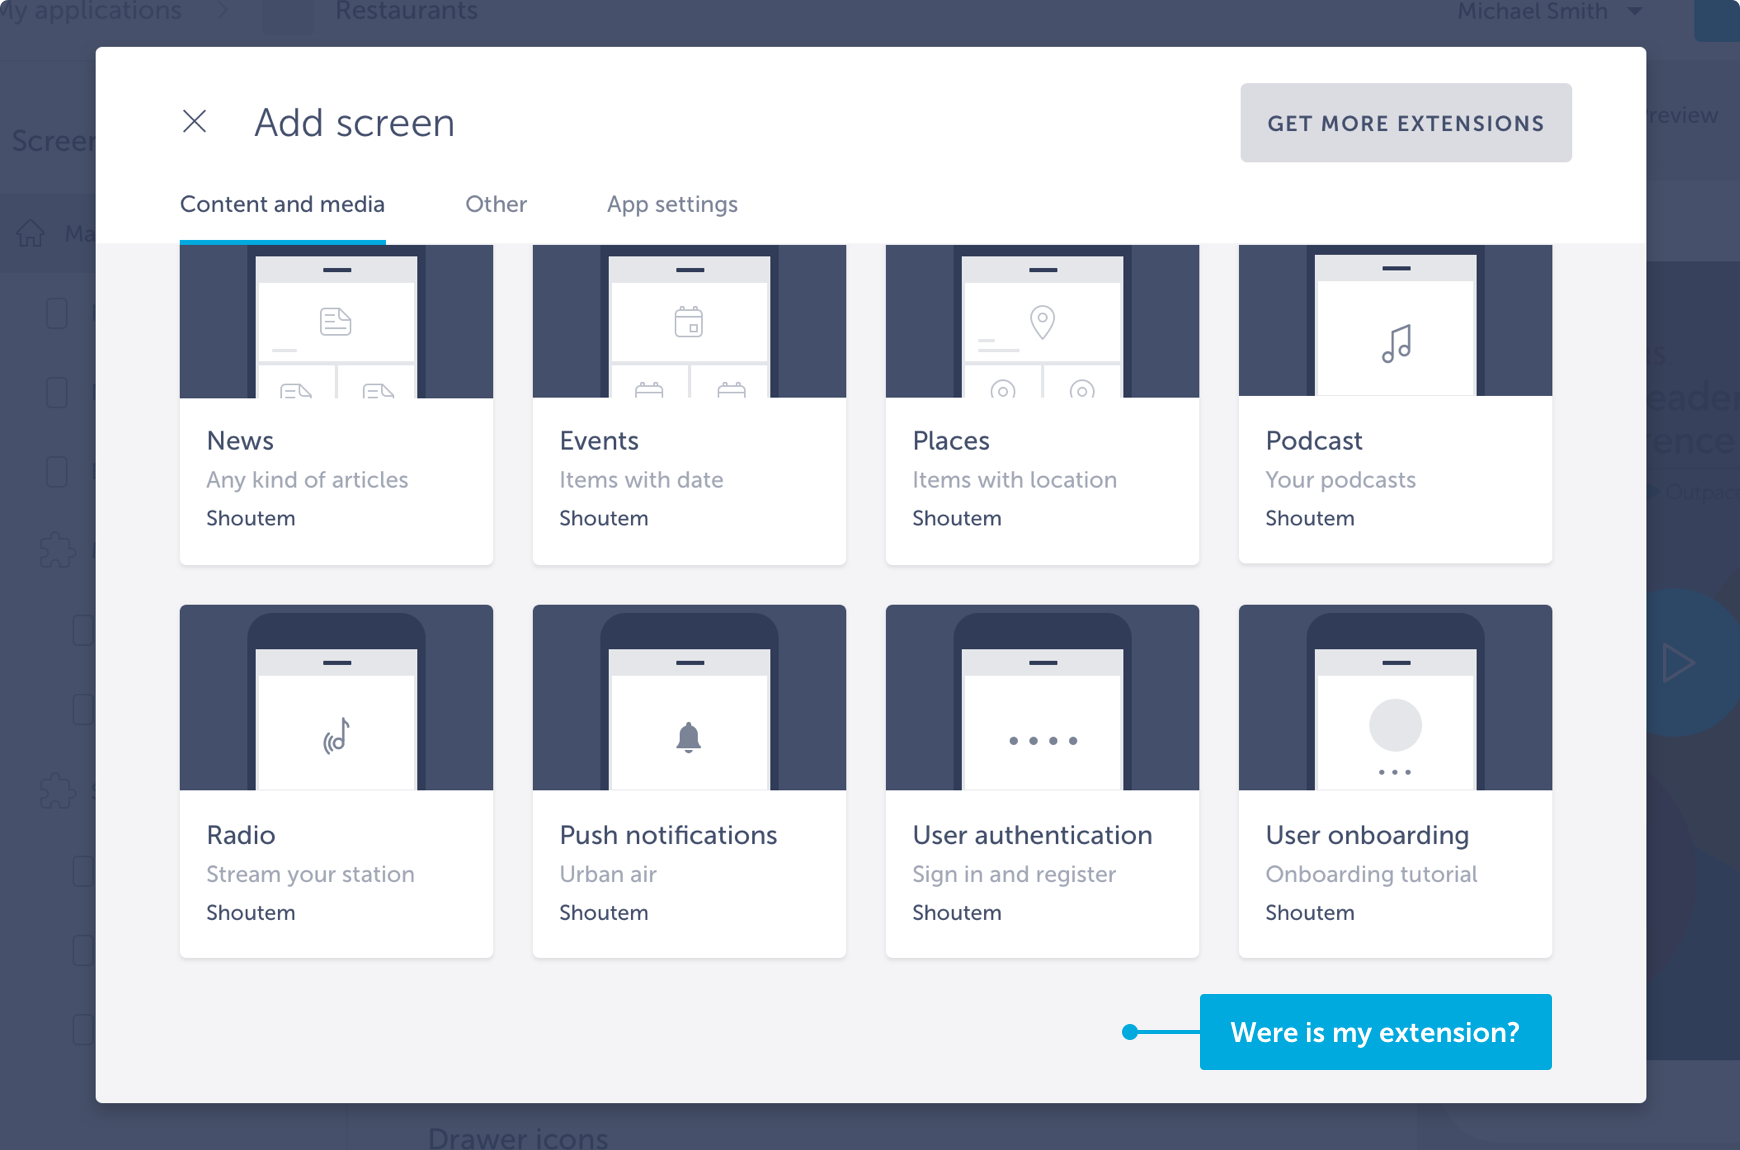 My applications
Restaurants
Michael Smith
Add screen
GET MORE EXTENSIONS
Content and media
Other
App settings
News
Any kind of articles
Shoutem
Events
Items with date
Shoutem
Places
Items with location
Shoutem
Podcast
Your podcasts
Shoutem
Radio
Stream your station
Shoutem
Push notifications
Urban air
Shoutem
User authentication
Sign in and register
Shoutem
User onboarding
Onboarding tutorial
Shoutem
Were is my extension?
Drawer icons